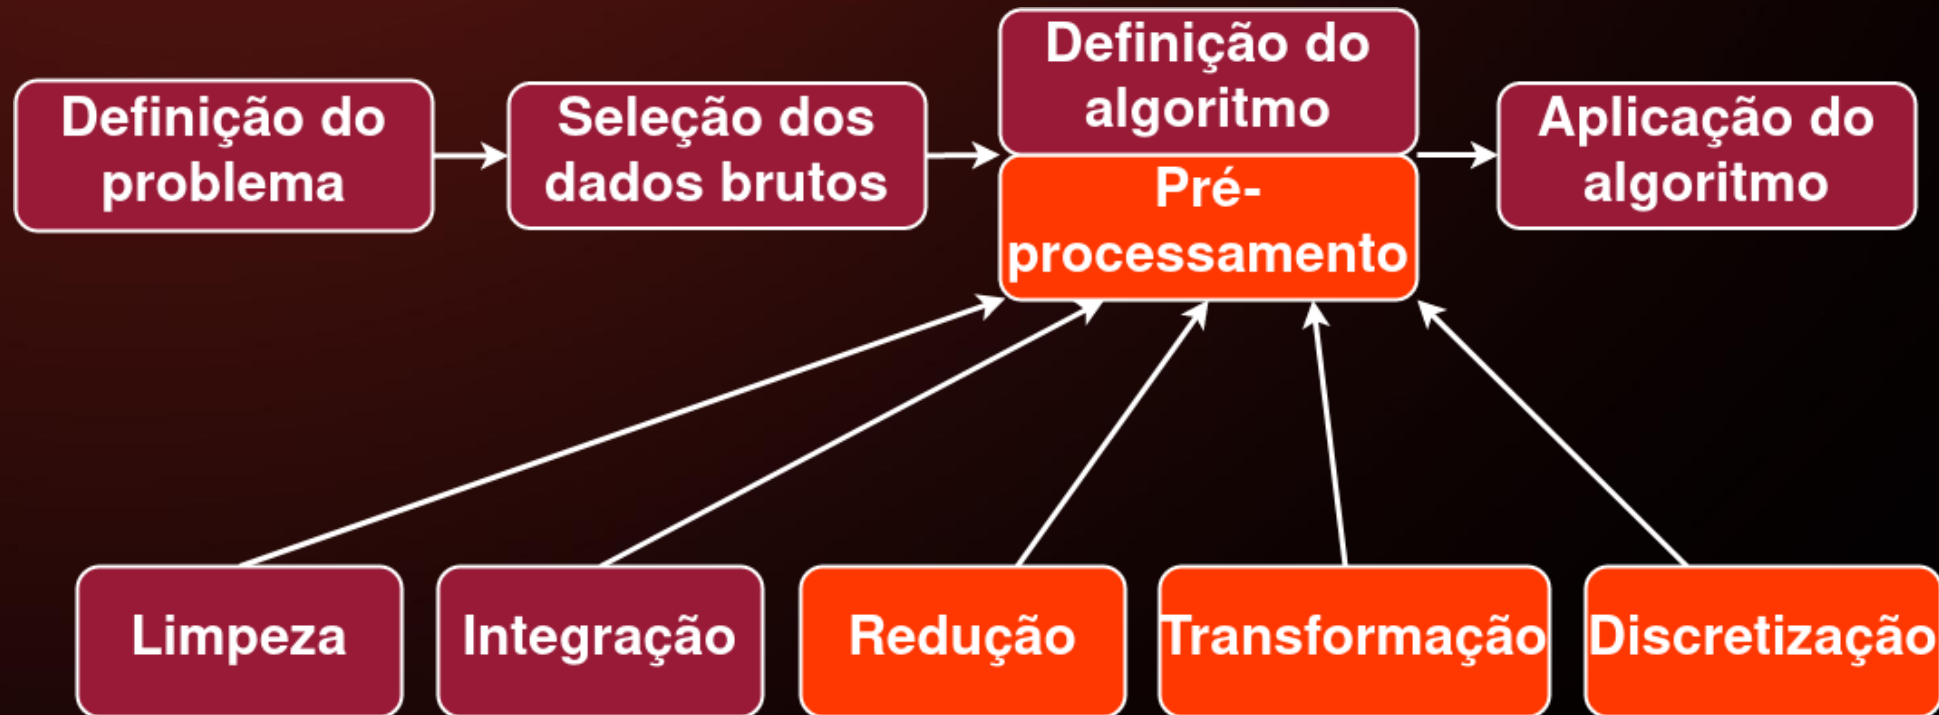 Definição do
problema
Seleção dos
dados brutos
Definição do
algoritmo
Pré-
processamento
Aplicação do
algoritmo
Limpeza
Integração
Redução
Transformação
Discretização